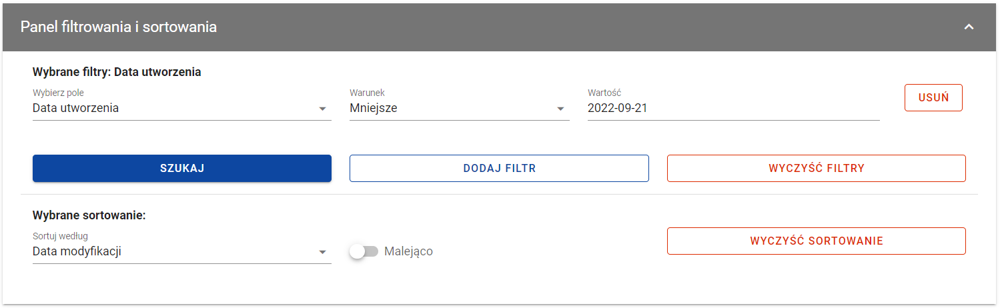 Panel filtrowania i sortowania
Wybrane filtry: Data utworzenia
Wybierz pole
Data utworzenia
Warunek
Mniejsze
Wartość
2022-09-21
USUŃ
SZUKAJ
DODAJ FILTR
WYCZYŚĆ FILTRY
Wybrane sortowanie:
Sortuj według
Data modyfikacji
Malejąco
WYCZYŚĆ SORTOWANIE